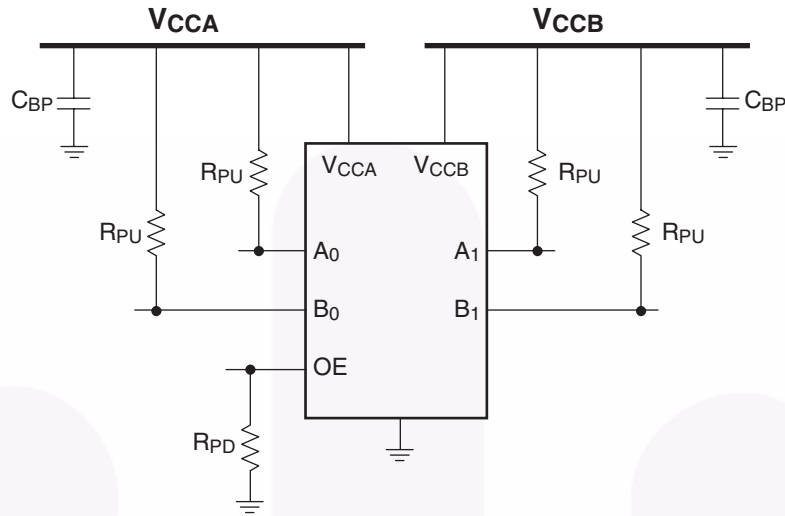 VCCA
VCCB
CBP
CBP
RPU
VCCA
VCCB
RPU
RPU
RPU
A0
A1
B0
B1
OE
RPD